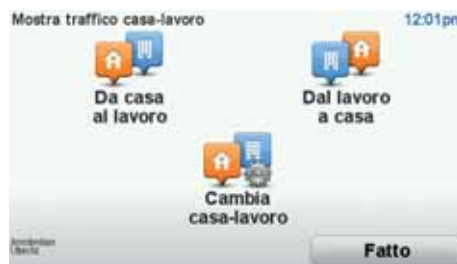 Mostra traffico casa-lavoro
12:01pm
Da casa
al lavoro
Dal lavoro
a casa
Cambia
casa-lavoro
Fatto